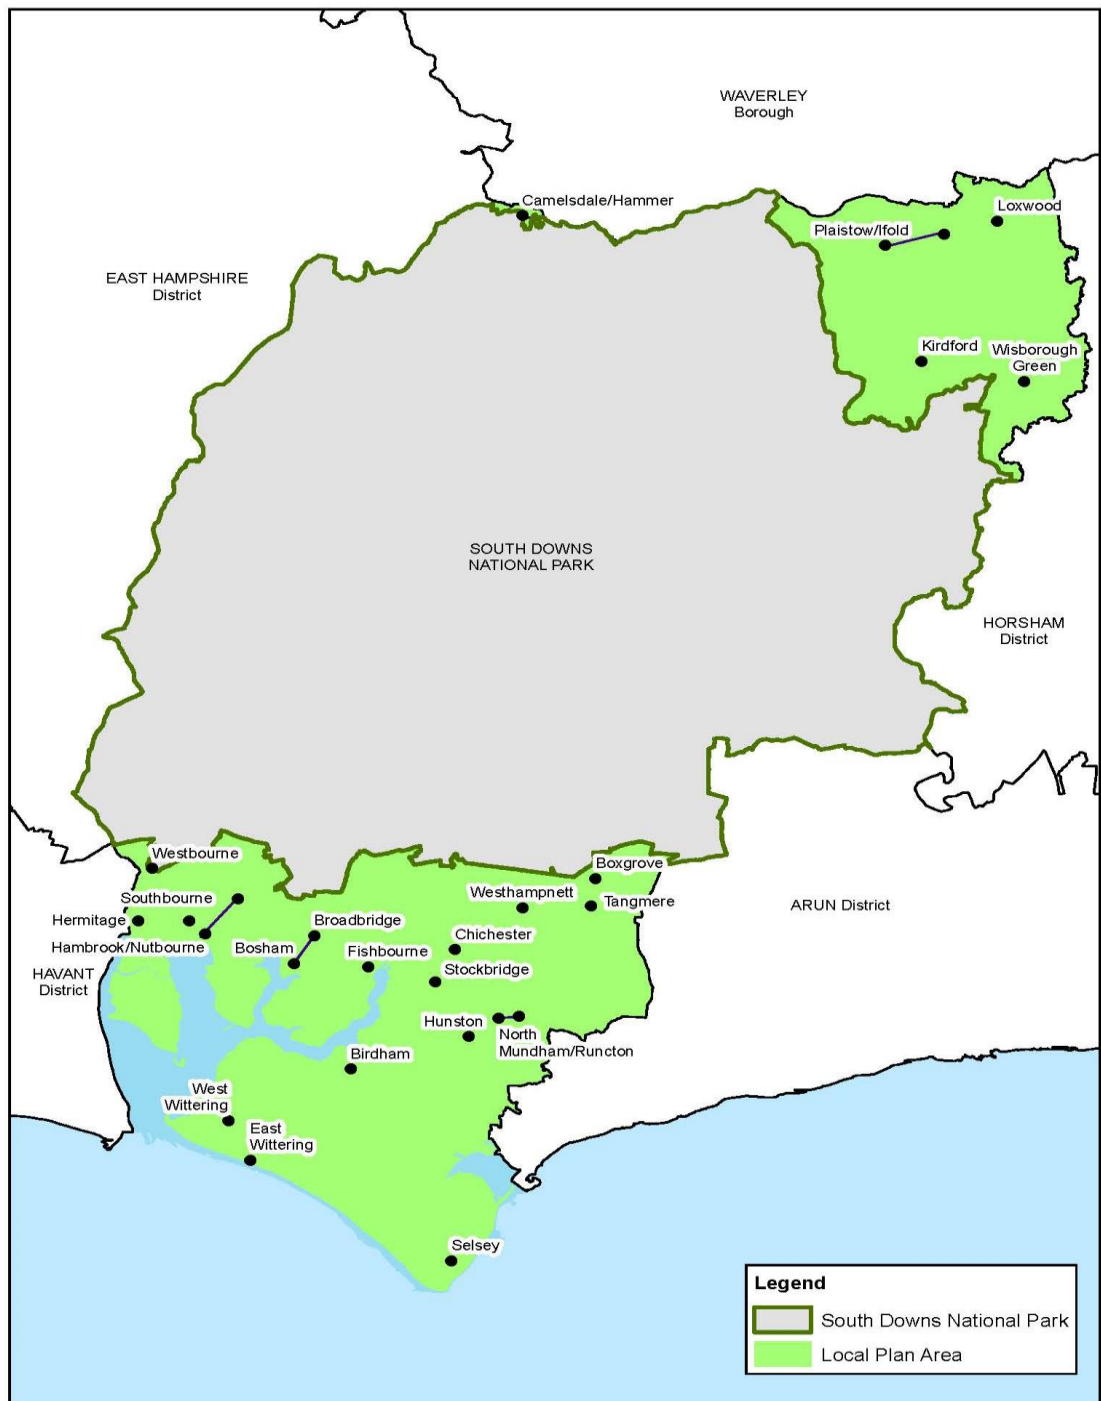 WAVERLEY
Borough
Camelsdale/Hammer
Loxwood
Plaistow/Ifold
EAST HAMPSHIRE
District
Kirdford
Wisborough
Green
SOUTH DOWNS
NATIONAL PARK
HORSHAM
District
Westbourne
Boxgrove
Southbourne
Westhampnett
Tangmere
ARUN District
Hermitage
Broadbridge
Hambrook/Nutbourne
Bosham
Chichester
Fishbourne
Stockbridge
HAVANT
District
Hunston
North
Mundham/Runcton
Birdham
West
Wittering
East
Wittering
Selsey
Legend
South Downs National Park
Local Plan Area